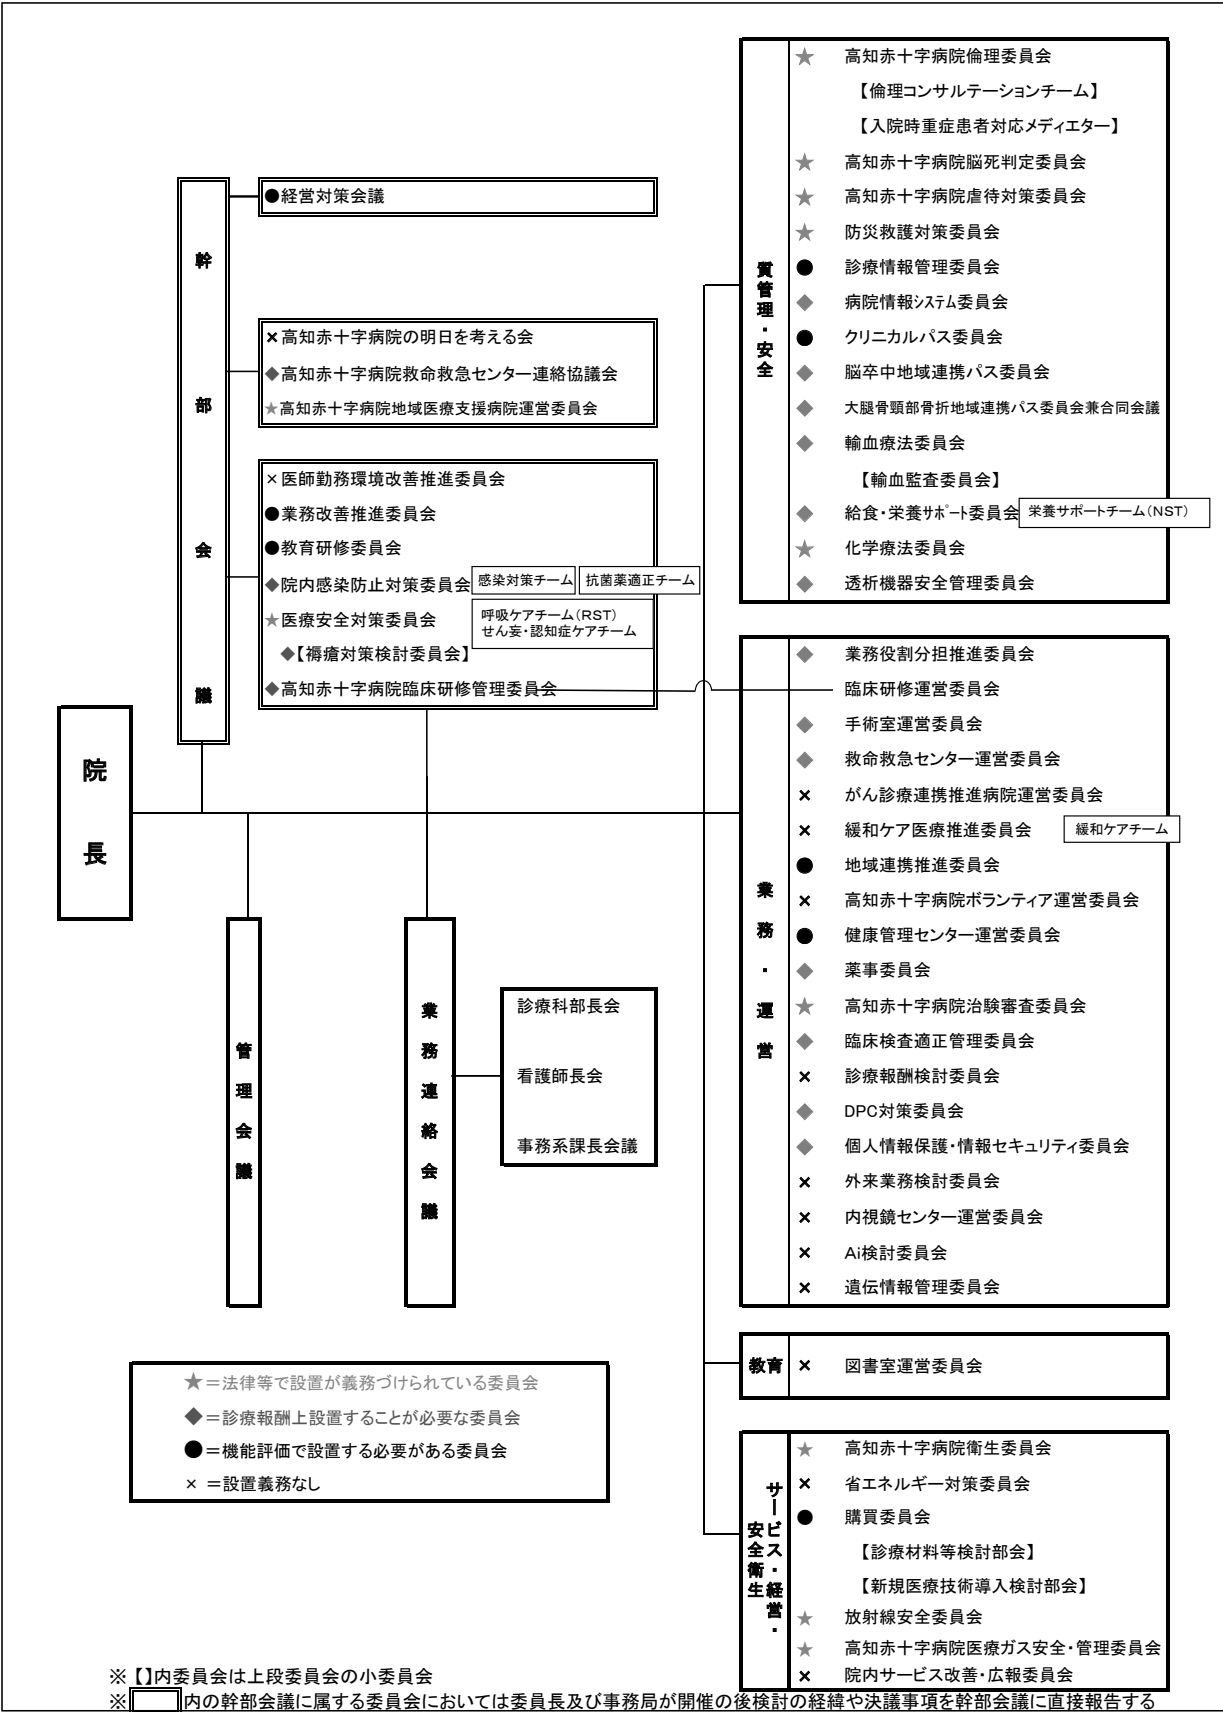 院長
幹部会議
●経営対策会議
×高知赤十字病院の明日を考える会
◆高知赤十字病院救命救急センター連絡協議会
★高知赤十字病院地域医療支援病院運営委員会
×医師勤務環境改善推進委員会
●業務改善推進委員会
●教育研修委員会
◆院内感染防止対策委員会 感染対策チーム 抗菌薬適正チーム
★医療安全対策委員会 呼吸ケアチーム(RST)
せん妄・認知症ケアチーム
◆【褥瘡対策検討委員会】
◆高知赤十字病院臨床研修管理委員会
管理会議
業務連絡会議
診療科部長会
看護師長会
事務系課長会議
質管理・安全
★ 高知赤十字病院倫理委員会
【倫理コンサルテーションチーム】
【入院時重症患者対応メディエター】
★ 高知赤十字病院脳死判定委員会
★ 高知赤十字病院虐待対策委員会
★ 防災救護対策委員会
● 診療情報管理委員会
◆ 病院情報ｼｽﾃﾑ委員会
● クリニカルパス委員会
◆ 脳卒中地域連携パス委員会
◆ 大腿骨頸部骨折地域連携パス委員会兼合同会議
◆ 輸血療法委員会
【輸血監査委員会】
◆ 給食・栄養ｻﾎﾟｰﾄ委員会 栄養サポートチーム(NST)
★ 化学療法委員会
◆ 透析機器安全管理委員会
業務・運営
◆ 業務役割分担推進委員会
臨床研修運営委員会
◆ 手術室運営委員会
◆ 救命救急センター運営委員会
× がん診療連携推進病院運営委員会
× 緩和ケア医療推進委員会 緩和ケアチーム
● 地域連携推進委員会
× 高知赤十字病院ボランティア運営委員会
● 健康管理センター運営委員会
◆ 薬事委員会
★ 高知赤十字病院治験審査委員会
◆ 臨床検査適正管理委員会
× 診療報酬検討委員会
◆ DPC対策委員会
◆ 個人情報保護・情報セキュリティ委員会
× 外来業務検討委員会
× 内視鏡センター運営委員会
× Ai検討委員会
× 遺伝情報管理委員会
教育
× 図書室運営委員会
サービス・経営・安全衛生
★ 高知赤十字病院衛生委員会
× 省エネルギー対策委員会
● 購買委員会
【診療材料等検討部会】
【新規医療技術導入検討部会】
★ 放射線安全委員会
★ 高知赤十字病院医療ガス安全・管理委員会
× 院内サービス改善・広報委員会
★＝法律等で設置が義務づけられている委員会
◆＝診療報酬上設置することが必要な委員会
●＝機能評価で設置する必要がある委員会
× ＝設置義務なし
※【】内委員会は上段委員会の小委員会
※ 内の幹部会議に属する委員会においては委員長及び事務局が開催の後検討の経緯や決議事項を幹部会議に直接報告する